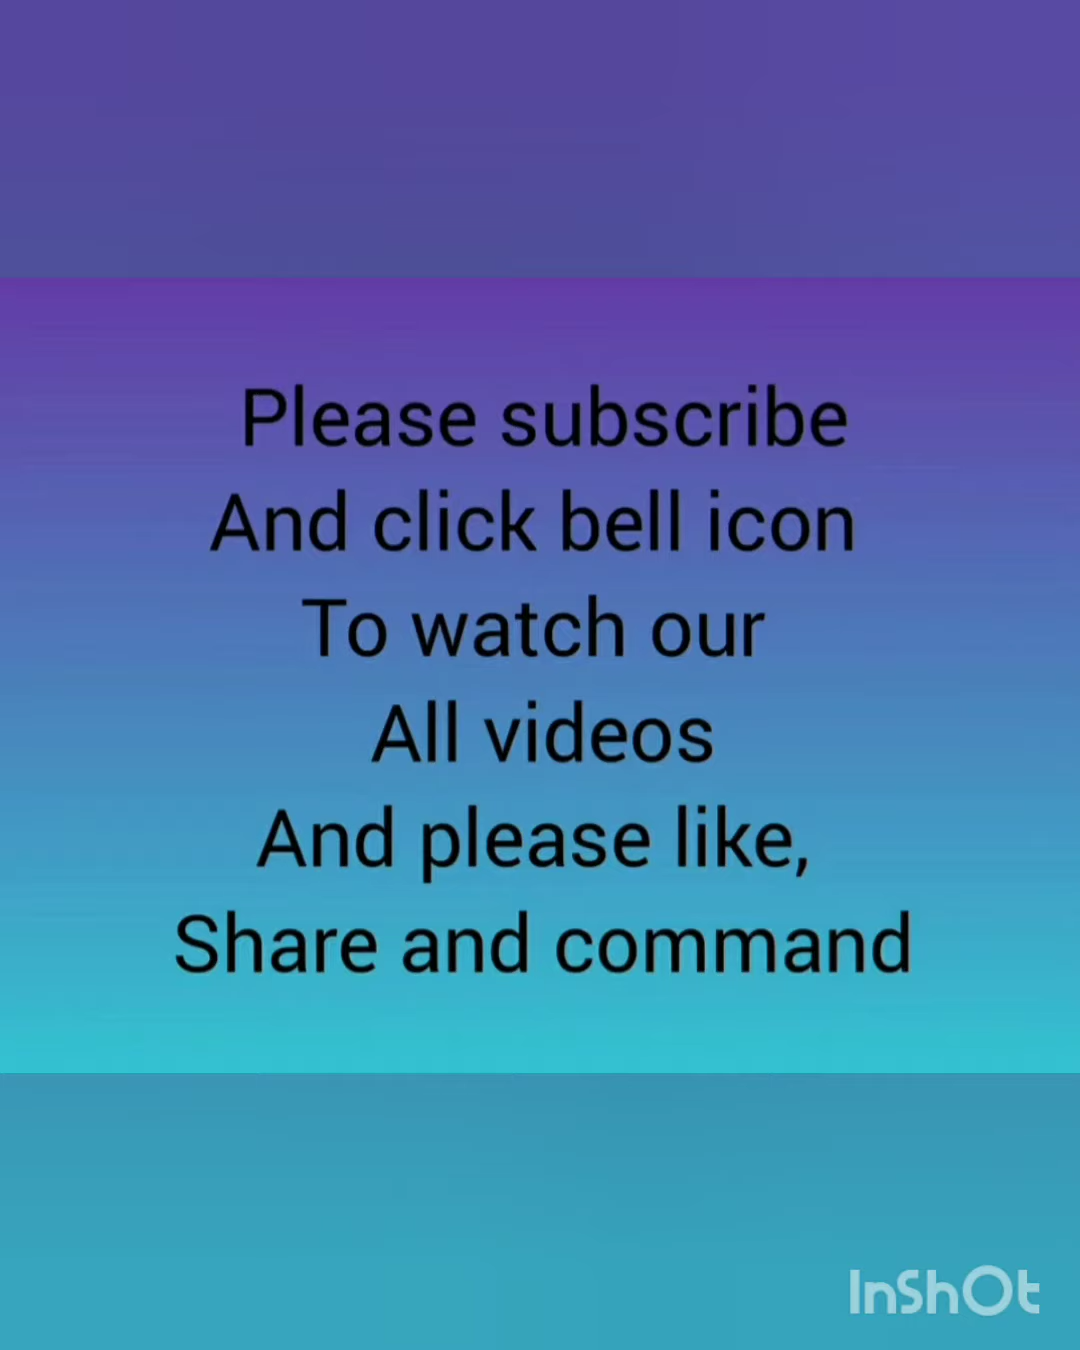 Please subscribe
And click bell icon
To watch our
All videos
And please like,
Share and command
InShOt